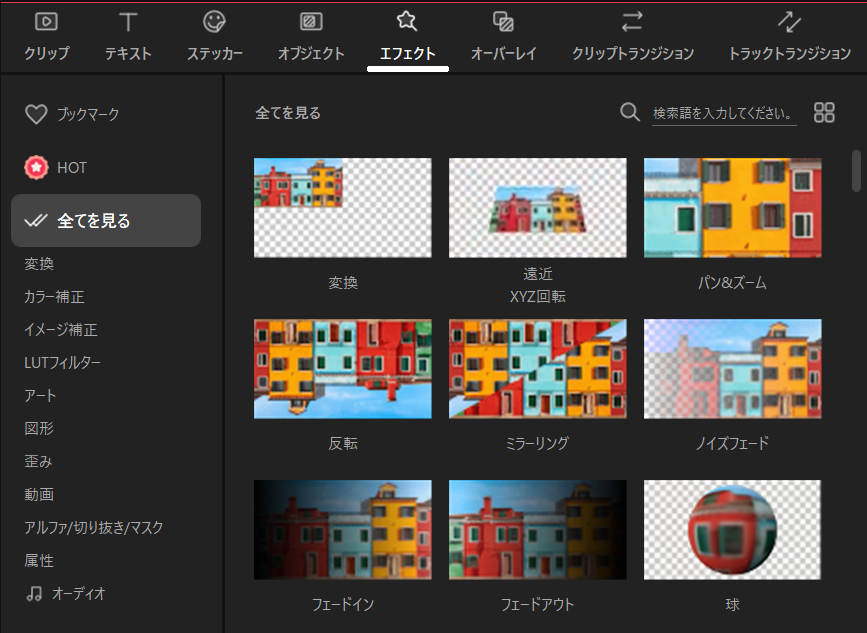 クリップ
テキスト
ステッカー
オブジェクト
エフェクト
オーバーレイ
クリップトランジション
トラックトランジション
ブックマーク
HOT
全てを見る
変換
カラー補正
イメージ補正
LUTフィルター
アート
図形
歪み
動画
アルファ/切り抜き/マスク
属性
オーディオ
全てを見る
検索語を入力してください。
変換
遠近
XYZ回転
パン&ズーム
反転
ミラーリング
ノイズフェード
フェードイン
フェードアウト
球